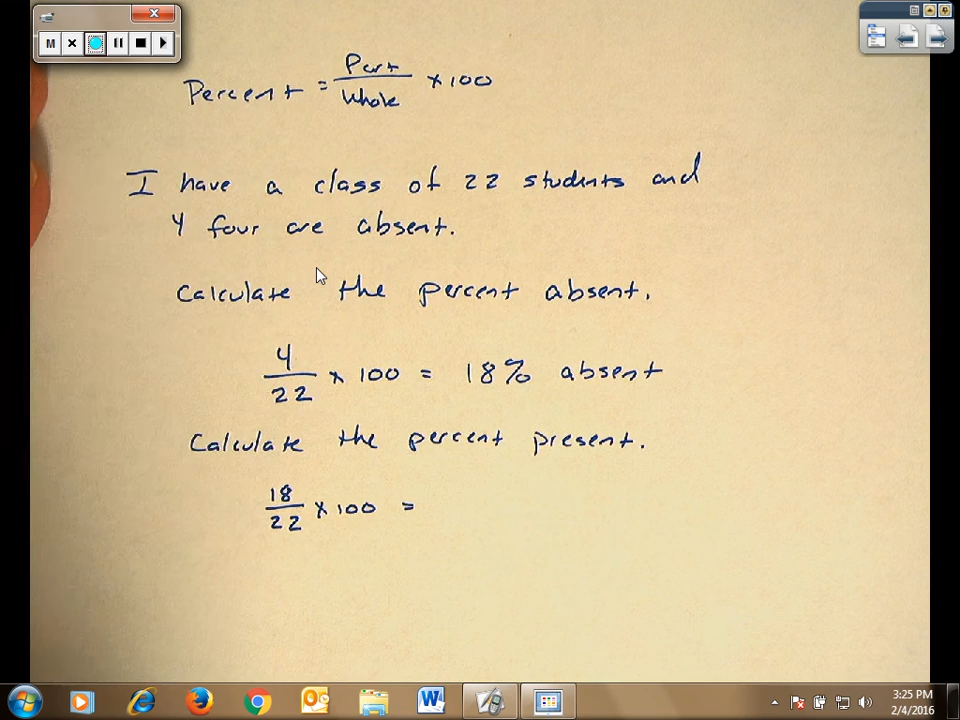 M
Percent = Part/Whole × 100
I have a class of 22 students and
4 four are absent.
Calculate the percent absent.
4/22 × 100 = 18% absent
Calculate the percent present.
18/22 × 100 =
3:25 PM
2/4/2016